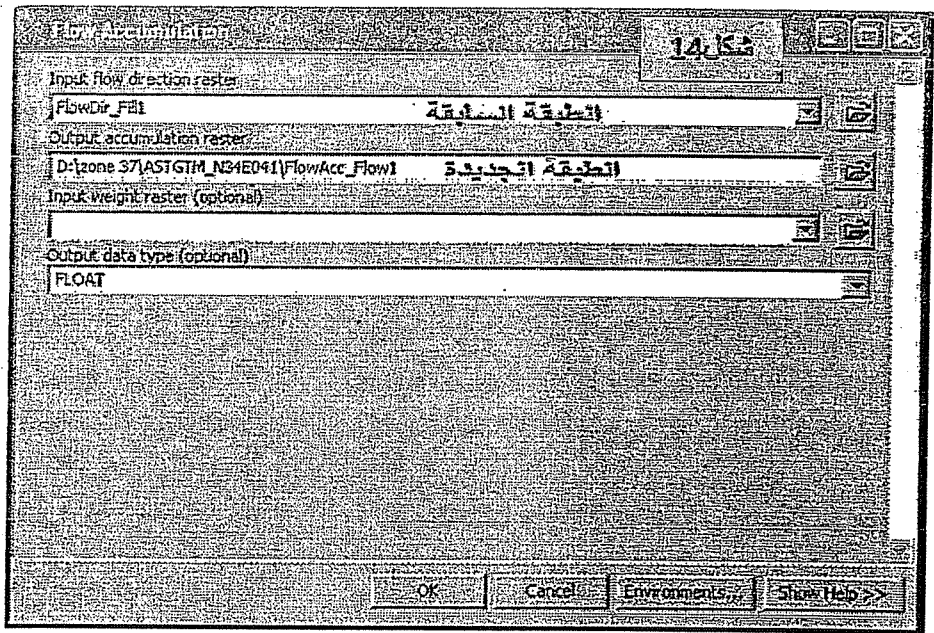 Flow Accumulation
شكل 14
Input flow direction raster
FlowDir_Fill1
الطبقة السابقة
Output accumulation raster
D:\zone 37\ASTGTM_N34E041\FlowAcc_Flow1
الطبقة الجديدة
Input weight raster (optional)
Output data type (optional)
FLOAT
OK
Cancel
Environments...
Show Help >>